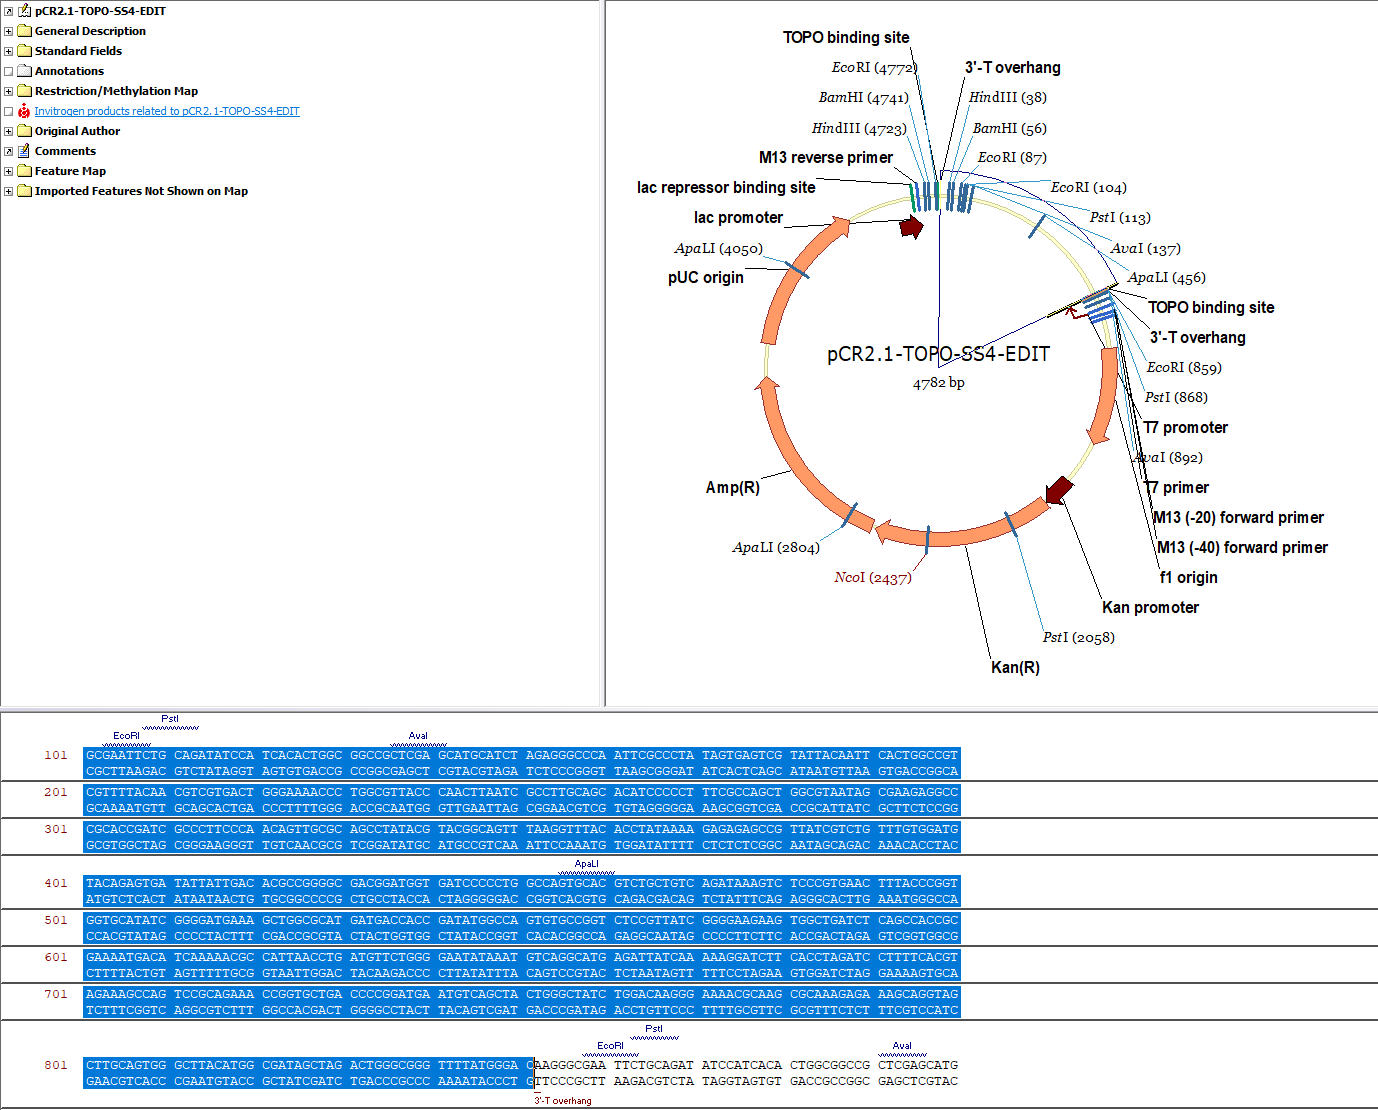 pCR2.1-TOPO-SS4-EDIT
General Description
Standard Fields
Annotations
Restriction/Methylation Map
Invitrogen products related to pCR2.1-TOPO-SS4-EDIT
Original Author
Comments
Feature Map
Imported Features Not Shown on Map
TOPO binding site
EcoRI (4772)
3'-T overhang
BamHI (4741)
HindIII (38)
HindIII (4723)
BamHI (56)
M13 reverse primer
EcoRI (87)
lac repressor binding site
EcoRI (104)
lac promoter
PstI (113)
ApaLI (4050)
AvaI (137)
pUC origin
ApaLI (456)
TOPO binding site
3'-T overhang
pCR2.1-TOPO-SS4-EDIT
4782 bp
EcoRI (859)
PstI (868)
T7 promoter
AvaI (892)
Amp(R)
T7 primer
M13 (-20) forward primer
ApaLI (2804)
M13 (-40) forward primer
NcoI (2437)
f1 origin
Kan promoter
PstI (2058)
Kan(R)
PstI
EcoRI AvaI
101 GCGAATTCTG CAGATATCCA TCACACTGGC GGCCGCTCGA GCATGCATCT AGAGGGCCCA ATTCGCCCTA TAGTGAGTCG TATTACAATT CACTGGCCGT
CGCTTAAGAC GTCTATAGGT AGTGTGACCG CCGGCGAGCT CGTACGTAGA TCTCCCGGGT TAAGCGGGAT ATCACTCAGC ATAATGTTAA GTGACCGGCA
201 CGTTTTACAA CGTCGTGACT GGGAAAACCC TGGCGTTACC CAACTTAATC GCCTTGCAGC ACATCCCCCT TTCGCCAGCT GGCGTAATAG CGAAGAGGCC
GCAAAATGTT GCAGCACTGA CCCTTTTGGG ACCGCAATGG GTTGAATTAG CGGAACGTCG TGTAGGGGGA AAGCGGTCGA CCGCATTATC GCTTCTCCGG
301 CGCACCGATC GCCCTTCCCA ACAGTTGCGC AGCCTATACG TACGGCAGTT TAAGGTTTAC ACCTATAAAA GAGAGAGCCG TTATCGTCTG TTTGTGGATG
GCGTGGCTAG CGGGAAGGGT TGTCAACGCG TCGGATATGC ATGCCGTCAA ATTCCAAATG TGGATATTTT CTCTCTCGGC AATAGCAGAC AAACACCTAC
ApaLI
401 TACAGAGTGA TATTATTGAC ACGCCGGGGC GACGGATGGT GATCCCCCTG GCCAGTGCAC GTCTGCTGTC AGATAAAGTC TCCCGTGAAC TTTACCCGGT
ATGTCTCACT ATAATAACTG TGCGGCCCCG CTGCCTACCA CTAGGGGGAC CGGTCACGTG CAGACGACAG TCTATTTCAG AGGGCACTTG AAATGGGCCA
501 GGTGCATATC GGGGATGAAA GCTGGCGCAT GATGACCACC GATATGGCCA GTGTGCCGGT CTCCGTTATC GGGGAAGAAG TGGCTGATCT CAGCCACCGC
CCACGTATAG CCCCTACTTT CGACCGCGTA CTACTGGTGG CTATACCGGT CACACGGCCA GAGGCAATAG CCCCTTCTTC ACCGACTAGA GTCGGTGGCG
601 GAAAATGACA TCAAAAACGC CATTAACCTG ATGTTCTGGG GAATATAAAT GTCAGGCATG AGATTATCAA AAAGGATCTT CACCTAGATC CTTTTCACGT
CTTTTACTGT AGTTTTTGCG GTAATTGGAC TACAAGACCC CTTATATTTA CAGTCCGTAC TCTAATAGTT TTTCCTAGAA GTGGATCTAG GAAAAGTGCA
701 AGAAAGCCAG TCCGCAGAAA CCGGTGCTGA CCCCGGATGA ATGTCAGCTA CTGGGCTATC TGGACAAGGG AAAACGCAAG CGCAAAGAGA AAGCAGGTAG
TCTTTCGGTC AGGCGTCTTT GGCCACGACT GGGGCCTACT TACAGTCGAT GACCCGATAG ACCTGTTCCC TTTTGCGTTC GCGTTTCTCT TTCGTCCATC
PstI
EcoRI AvaI
801 CTTGCAGTGG GCTTACATGG CGATAGCTAG ACTGGGCGGG TTTTATGGAC AAGGGCGAAT TCTGCAGAT ATCCATCACA CTGGCGGCCG CTCGAGCATG
GAACGTCACC CGAATGTACC GCTATCGATC TGACCCGCCC AAAATACCCT GTTCCCGCTT AAGACGTCTA TAGGTAGTGT GACCGCCGGC GAGCTCGTAC
3'-T overhang